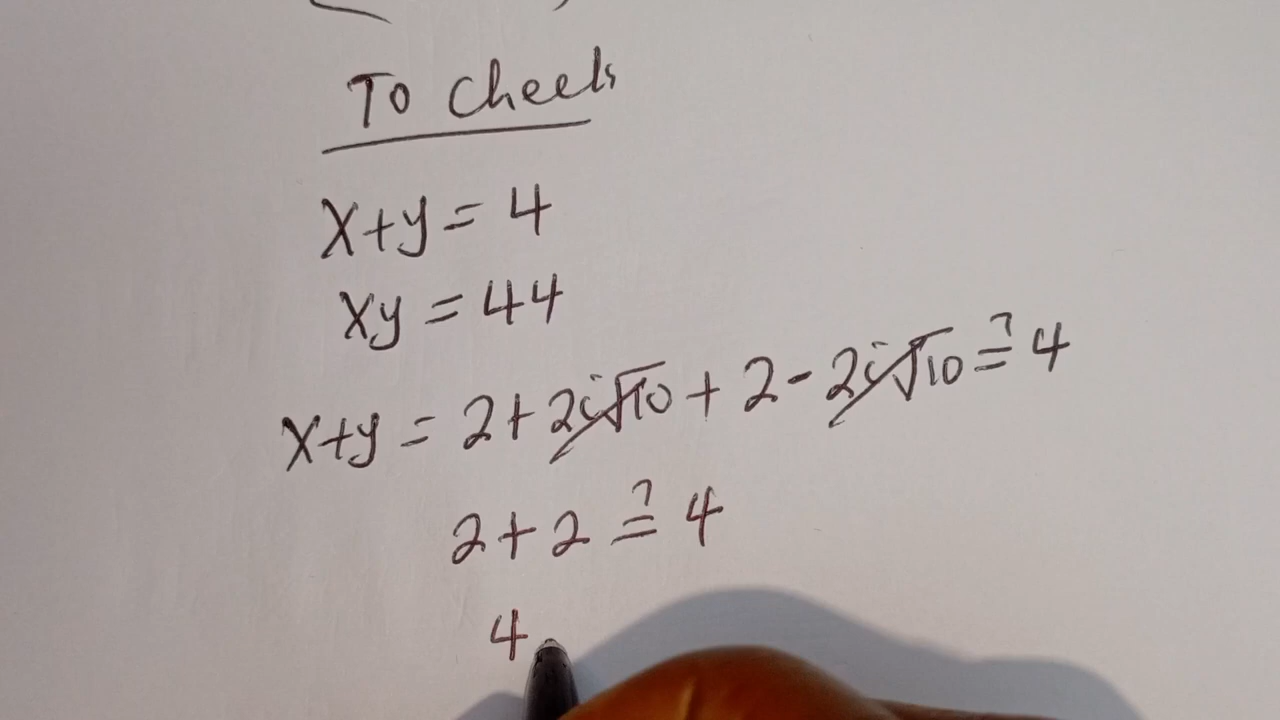 To Check
x+y = 4
xy = 44
x+y = 2+2i√10 + 2-2i√10 ≟ 4
2+2 ≟ 4
4